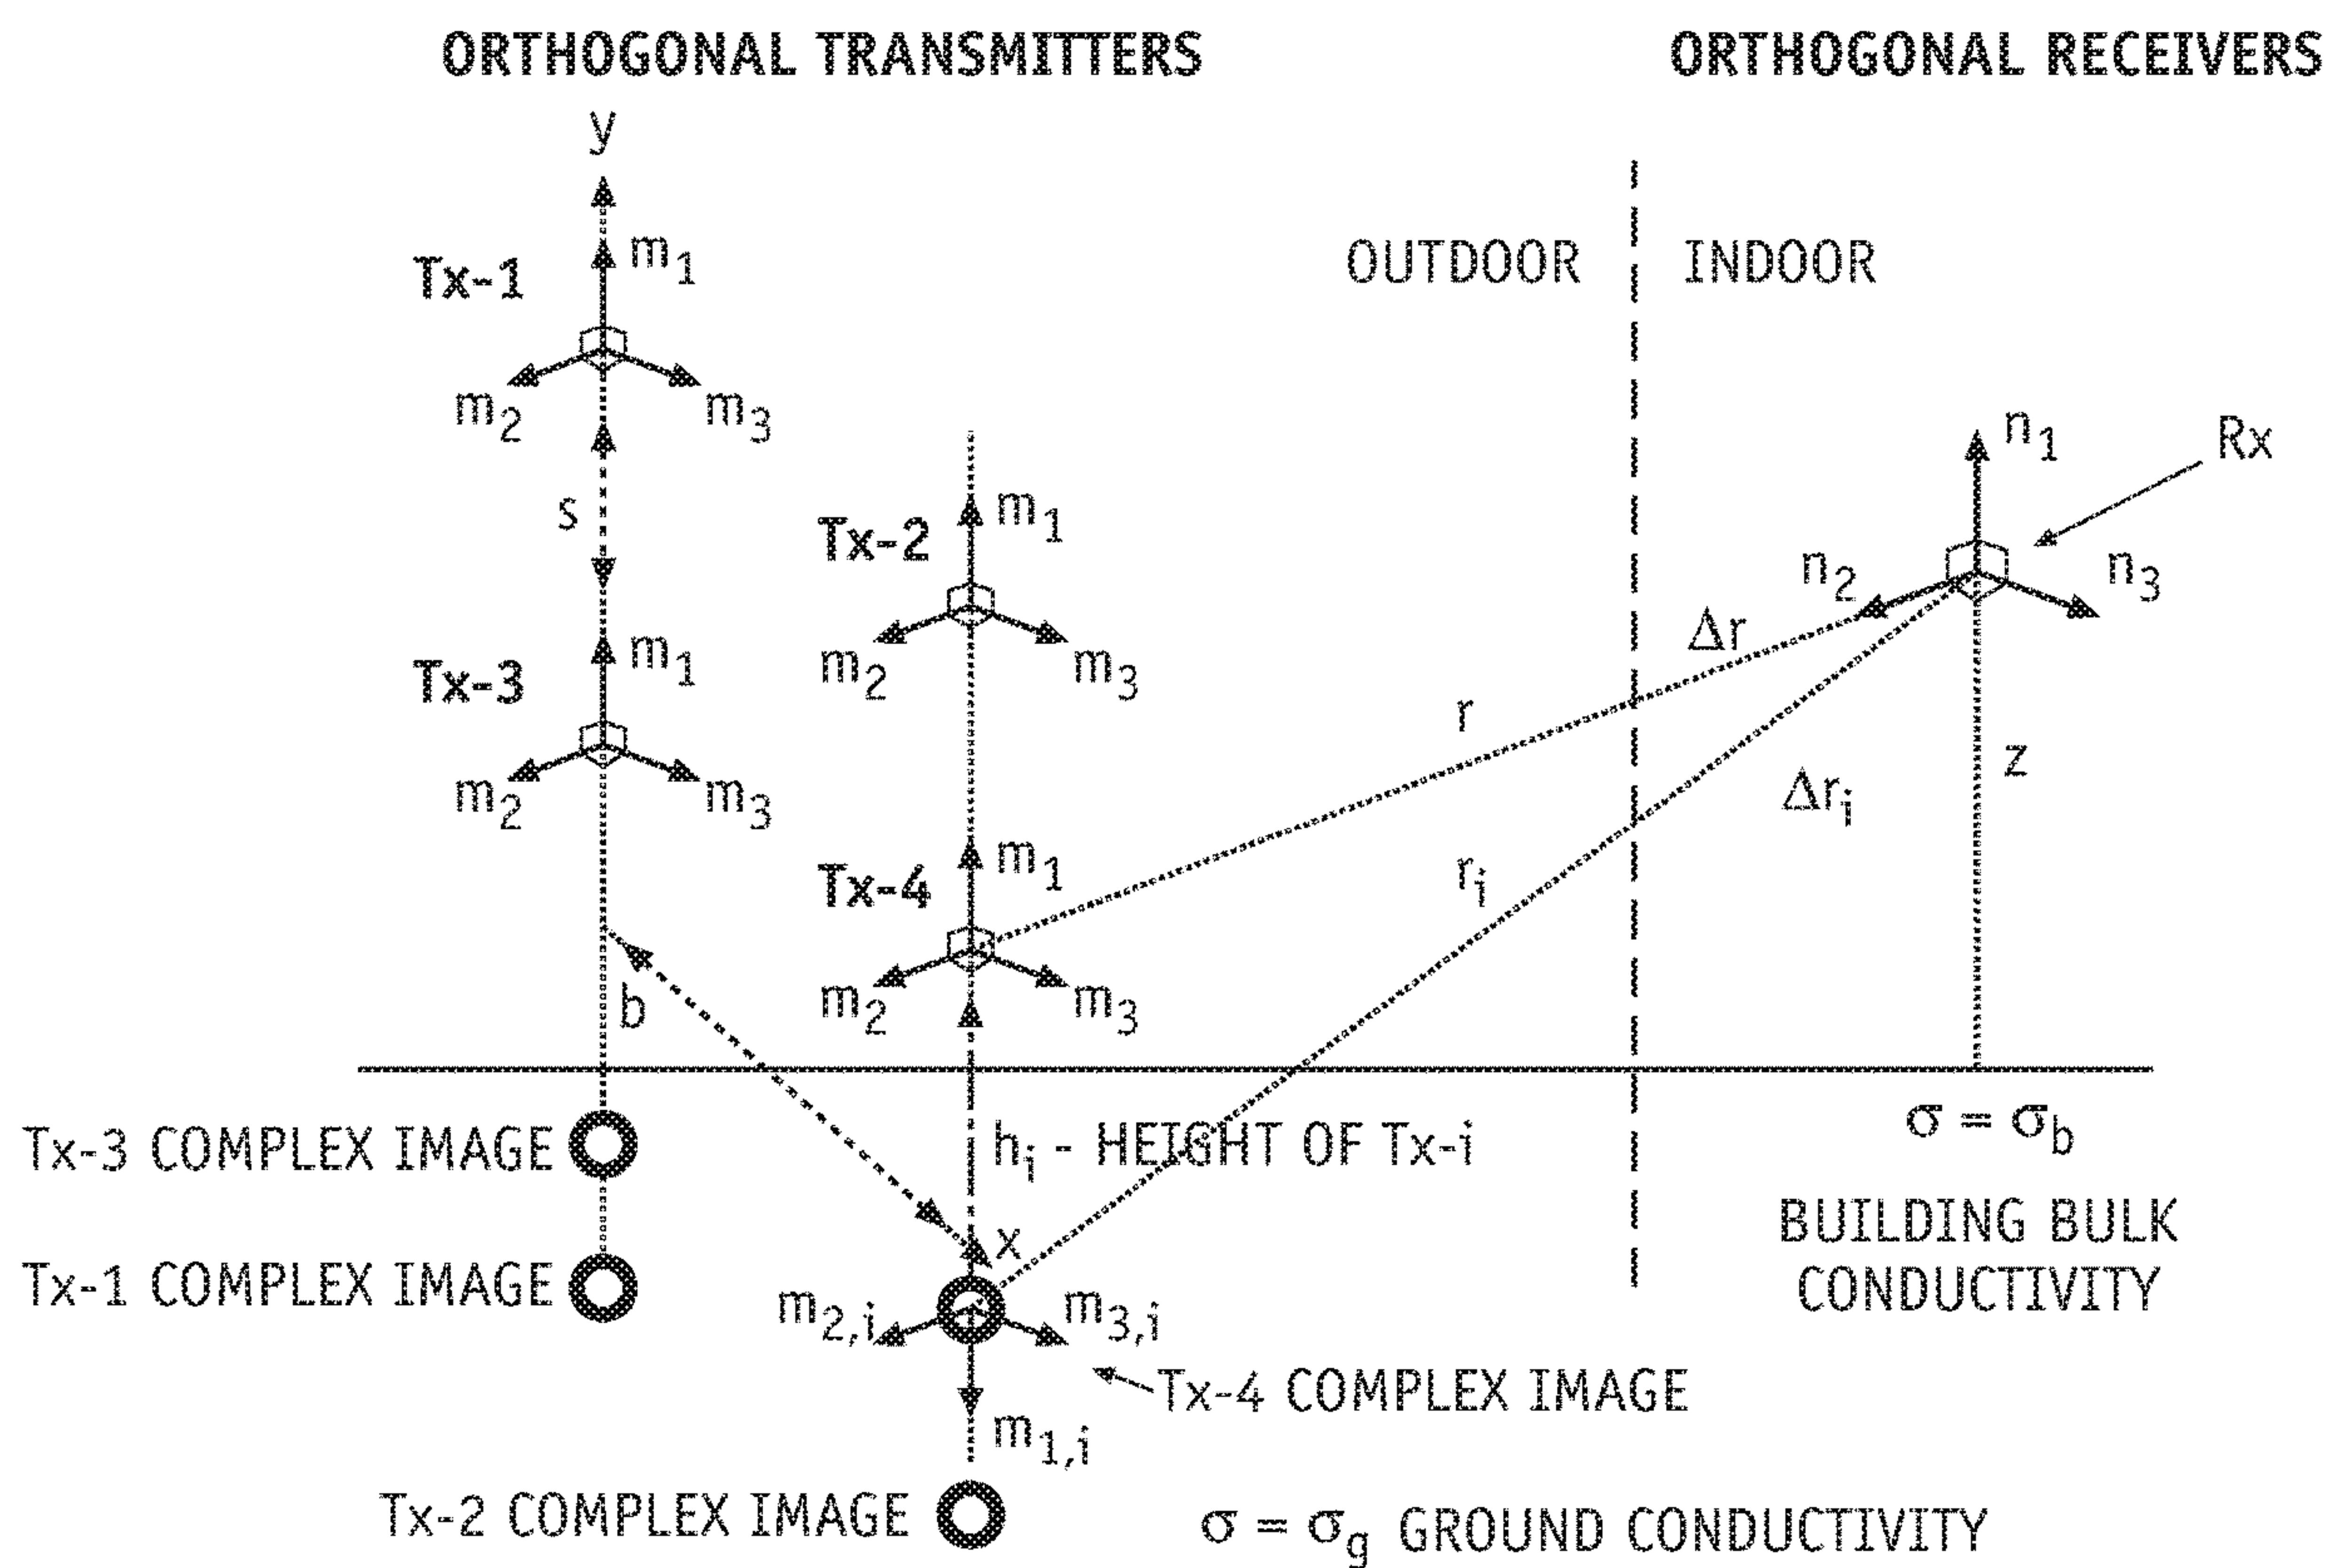 ORTHOGONAL TRANSMITTERS
ORTHOGONAL RECEIVERS
y
m1
Tx-1
m2
m3
OUTDOOR
INDOOR
s
m1
Tx-2
m2
m3
n1
Rx
n2
n3
Δr
m1
Tx-3
m2
m3
r
z
Δri
m1
Tx-4
ri
m2
m3
b
Tx-3 COMPLEX IMAGE
hi - HEIGHT OF Tx-i
σ = σb
BUILDING BULK
CONDUCTIVITY
x
Tx-1 COMPLEX IMAGE
m2,i
m3,i
Tx-4 COMPLEX IMAGE
m1,i
Tx-2 COMPLEX IMAGE
σ = σg GROUND CONDUCTIVITY